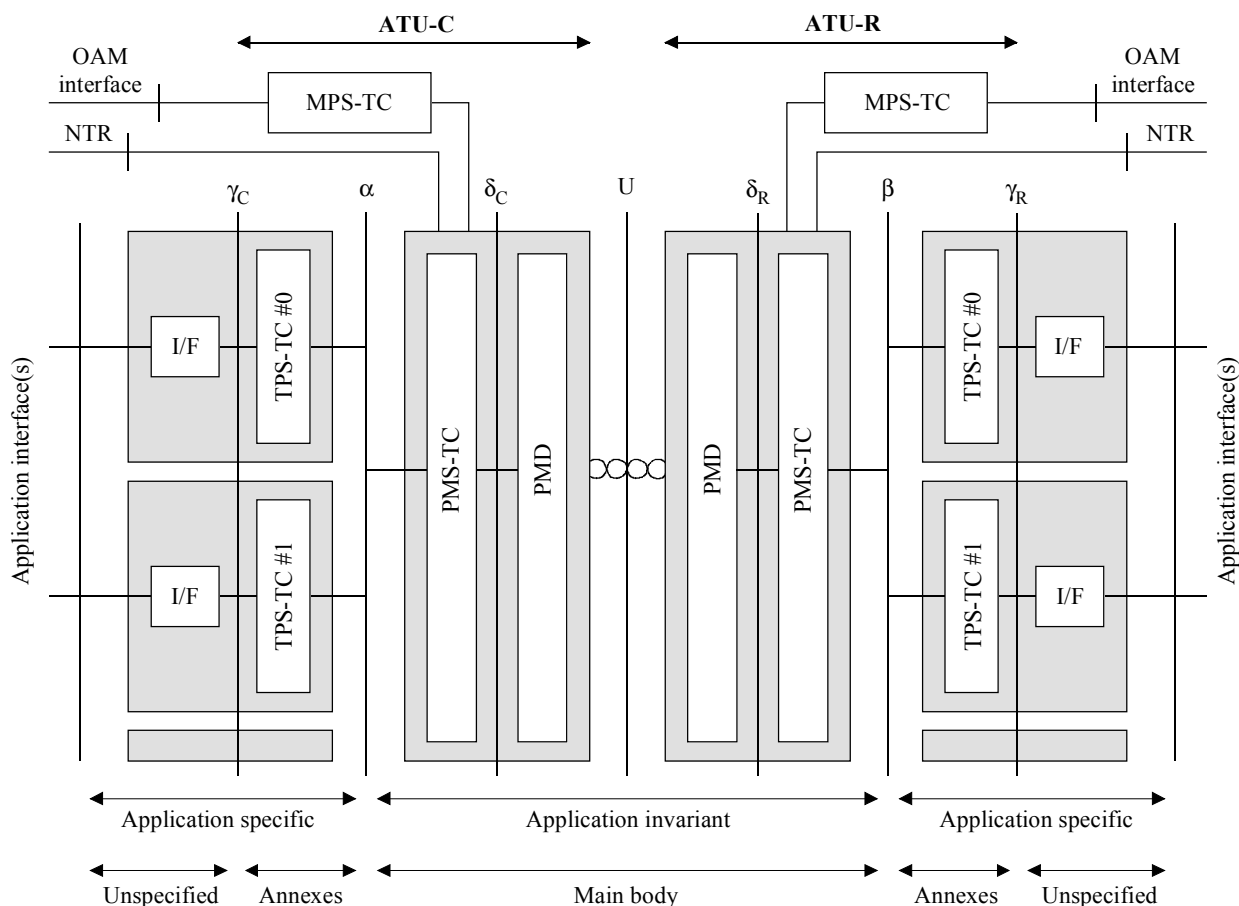 ATU-C
ATU-R
OAM
interface
MPS-TC
MPS-TC
OAM
interface
NTR
NTR
γC
α
δC
U
δR
β
γR
Application interface(s)
I/F
TPS-TC #0
I/F
TPS-TC #1
PMS-TC
PMD
PMD
PMS-TC
TPS-TC #0
I/F
TPS-TC #1
I/F
Application interface(s)
Application specific
Application invariant
Application specific
Unspecified
Annexes
Main body
Annexes
Unspecified